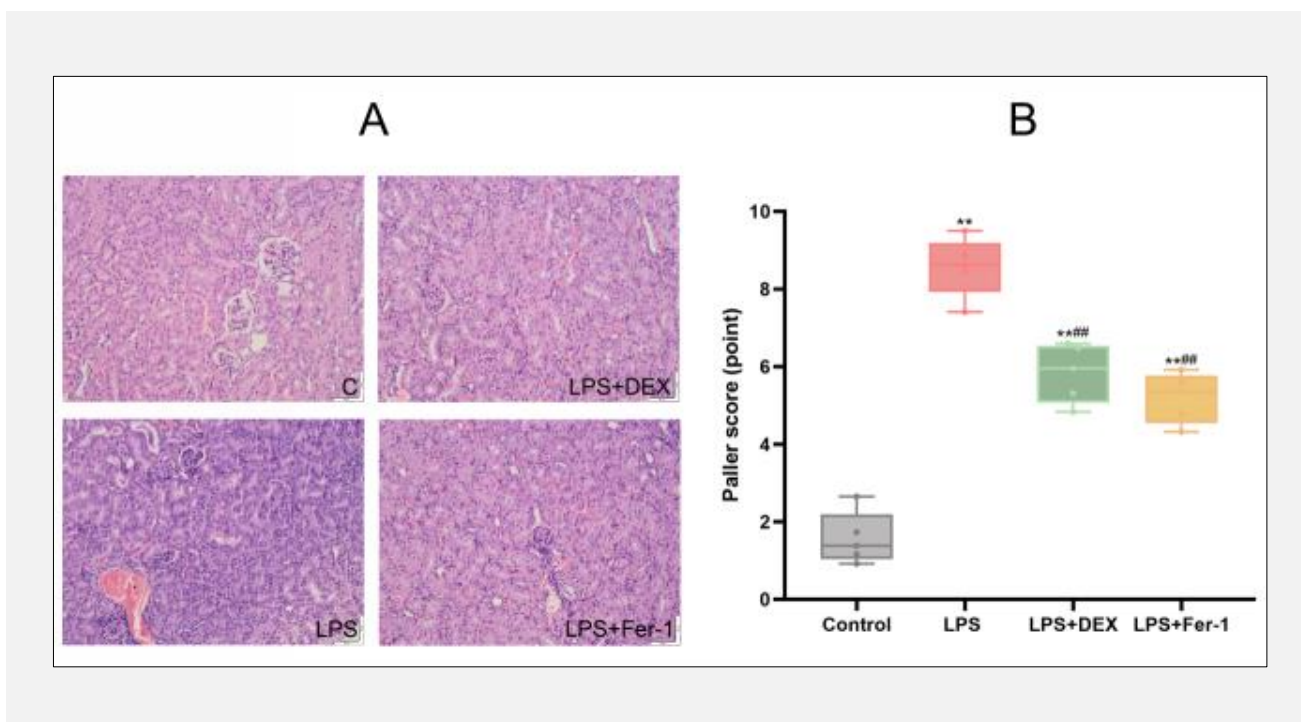 A
B
C
LPS+DEX
LPS
LPS+Fer-1
Paller score (point)
10
8
6
4
2
0
**
**##
**##
Control
LPS
LPS+DEX
LPS+Fer-1